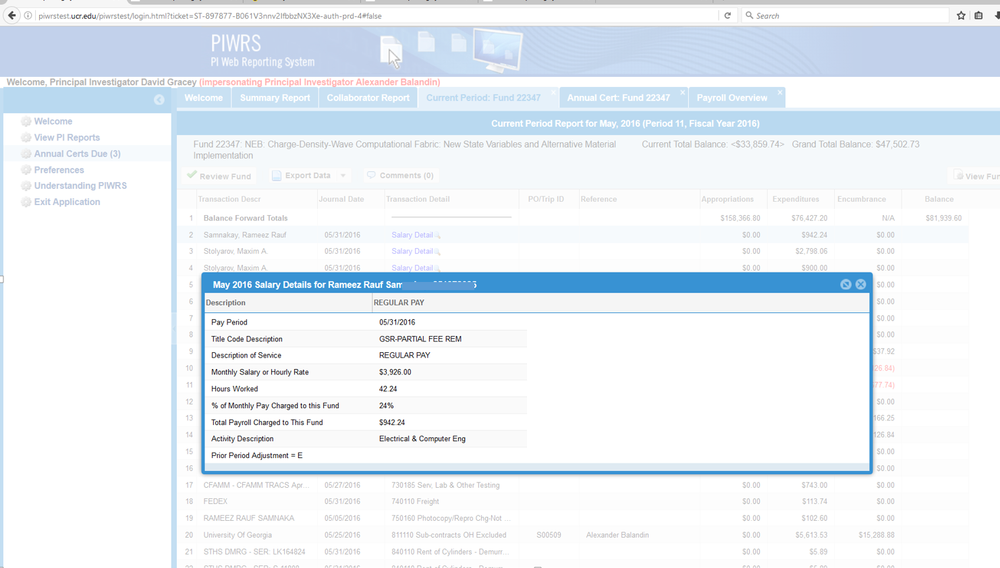 piwrstest.ucr.edu/piwrstest/login.html?ticket=ST-897877-B061V3nnv2IfbbzNX3Xe-auth-prd-4#false
Search
PIWRS
PI Web Reporting System
Welcome, Principal Investigator David Gracey (impersonating Principal Investigator Alexander Balandin)
Welcome Summary Report Collaborator Report Current Period: Fund 22347 Annual Cert: Fund 22347 Payroll Overview
Welcome
View PI Reports
Annual Certs Due (3)
Preferences
Understanding PIWRS
Exit Application
Current Period Report for May, 2016 (Period 11, Fiscal Year 2016)
Fund 22347: NEB: Charge-Density-Wave Computational Fabric: New State Variables and Alternative Material
Implementation
Current Total Balance: <$33,859.74> Grand Total Balance: $47,502.73
Review Fund Export Data Comments (0) View Fun
Transaction Descr Journal Date Transaction Detail PO/Trip ID Reference Appropriations Expenditures Encumbrance Balance
1 Balance Forward Totals $158,366.80 $76,427.20 N/A $81,939.60
2 Samnakay, Rameez Rauf 05/31/2016 Salary Detail $0.00 $942.24 $0.00
3 Stolyarov, Maxim A. 05/31/2016 Salary Detail $0.00 $2,798.06 $0.00
4 Stolyarov, Maxim A. 05/31/2016 Salary Detail $0.00 $900.00 $0.00
5 $0.00
6 $0.00
7 $0.00
8 $0.00
9 $37.92
10 26.84)
11 77.74)
12 $0.00
13 166.25
14 126.84
15 $0.00
16 $0.00
May 2016 Salary Details for Rameez Rauf Sam
Description REGULAR PAY
Pay Period 05/31/2016
Title Code Description GSR-PARTIAL FEE REM
Description of Service REGULAR PAY
Monthly Salary or Hourly Rate $3,926.00
Hours Worked 42.24
% of Monthly Pay Charged to this Fund 24%
Total Payroll Charged to This Fund $942.24
Activity Description Electrical & Computer Eng
Prior Period Adjustment = E
17 CFAMM - CFAMM TRACS Apr... 05/27/2016 730185 Serv, Lab & Other Testing $0.00 $743.00 $0.00
18 FEDEX 05/31/2016 740110 Freight $0.00 $113.74 $0.00
19 RAMEEZ RAUF SAMNAKA 05/05/2016 750160 Photocopy/Repro Chg-Not ... $0.00 $102.60 $0.00
20 University Of Georgia 05/25/2016 811110 Sub-contracts OH Excluded S00509 Alexander Balandin $0.00 $5,613.53 $15,288.88
21 STHS DMRG - SER: LK164824 05/31/2016 840110 Rent of Cylinders - Demurr... $0.00 $5.89 $0.00